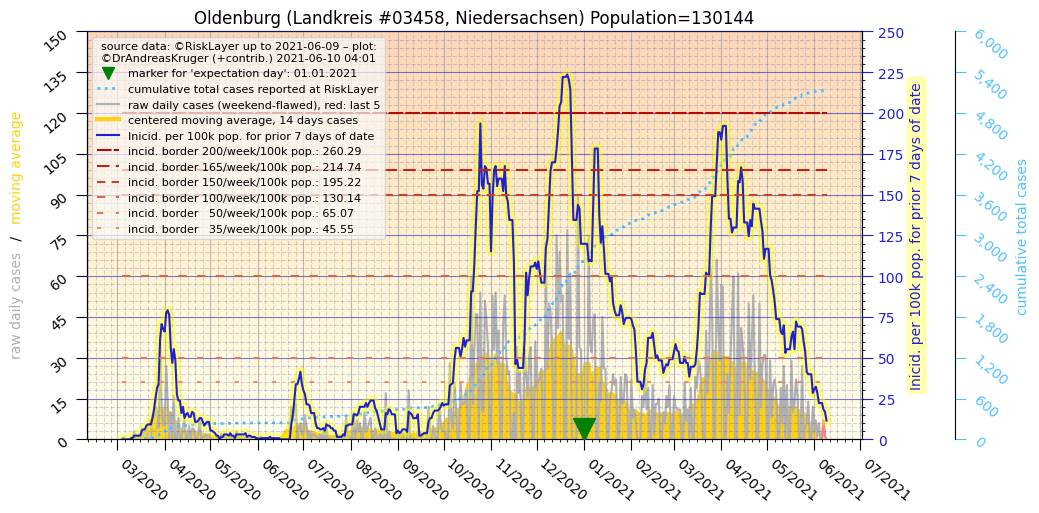 Oldenburg (Landkreis #03458, Niedersachsen) Population=130144
source data: ©RiskLayer up to 2021-06-09 – plot:
©DrAndreasKruger (+contrib.) 2021-06-10 04:01
marker for 'expectation day': 01.01.2021
cumulative total cases reported at RiskLayer
raw daily cases (weekend-flawed), red: last 5
centered moving average, 14 days cases
Inicid. per 100k pop. for prior 7 days of date
incid. border 200/week/100k pop.: 260.29
incid. border 165/week/100k pop.: 214.74
incid. border 150/week/100k pop.: 195.22
incid. border 100/week/100k pop.: 130.14
incid. border   50/week/100k pop.: 65.07
incid. border   35/week/100k pop.: 45.55
raw daily cases / moving average
150
135
120
105
90
75
60
45
30
15
0
250
225
200
175
150
125
100
75
50
25
0
Inicid. per 100k pop. for prior 7 days of date
6,000
5,400
4,800
4,200
3,600
3,000
2,400
1,800
1,200
600
0
cumulative total cases
03/2020
04/2020
05/2020
06/2020
07/2020
08/2020
09/2020
10/2020
11/2020
12/2020
01/2021
02/2021
03/2021
04/2021
05/2021
06/2021
07/2021